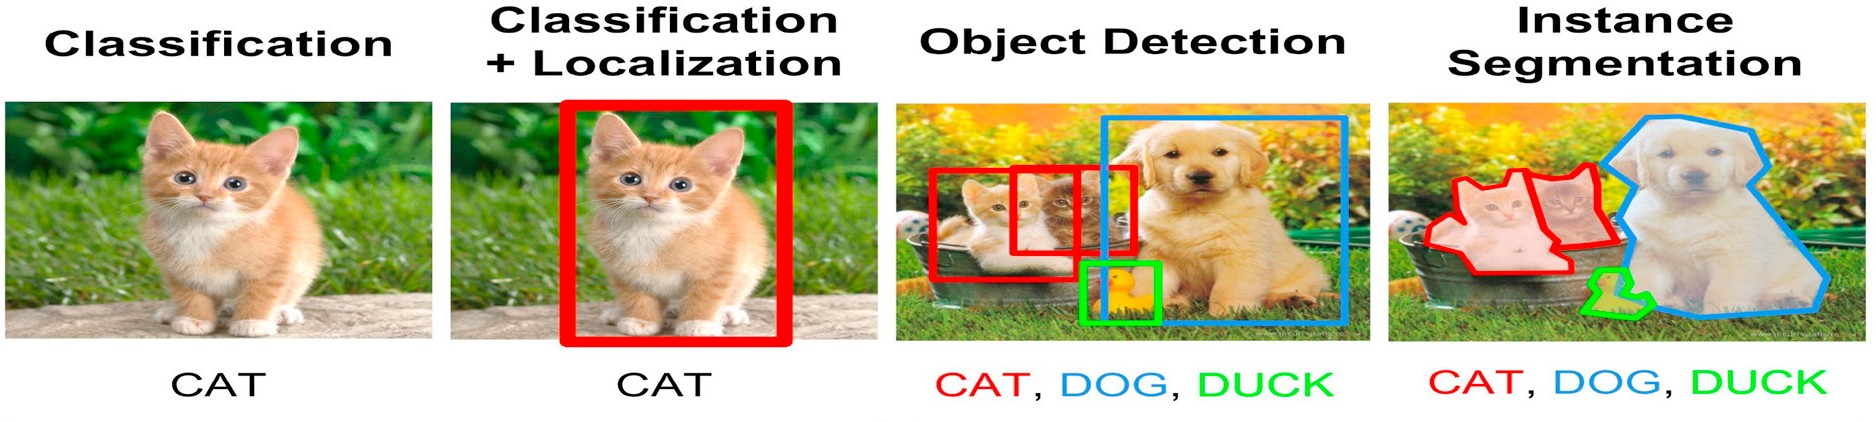 Classification
Classification
+ Localization
Object Detection
Instance
Segmentation
CAT
CAT
CAT, DOG, DUCK
CAT, DOG, DUCK